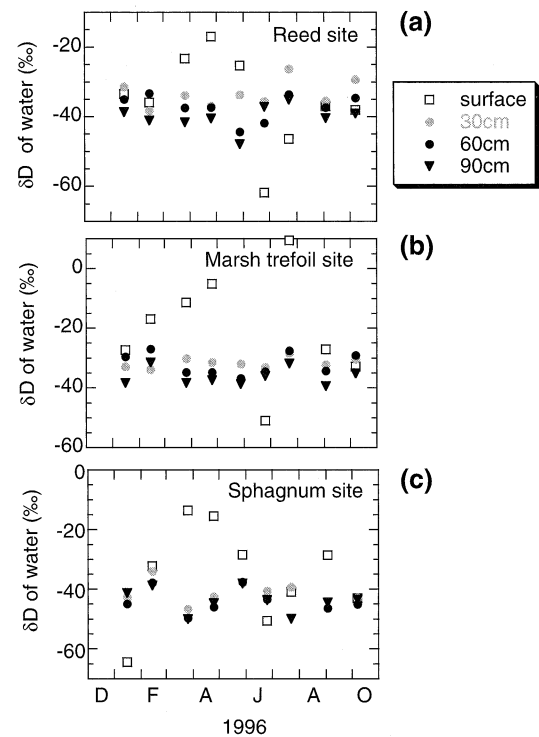 (a)
Reed site
-20
-40
-60
δD of water (‰)
surface
30cm
60cm
90cm
(b)
Marsh trefoil site
0
-20
-40
-60
δD of water (‰)
(c)
Sphagnum site
0
-20
-40
-60
δD of water (‰)
D F A J A O
1996